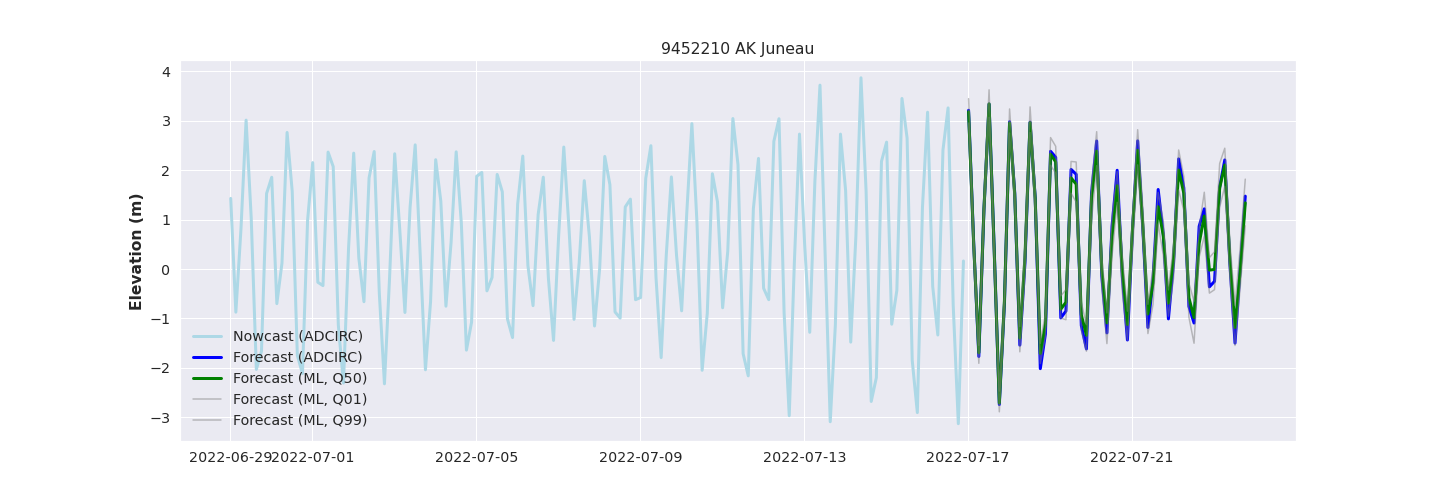 9452210 AK Juneau
Elevation (m)
4
3
2
1
0
−1
−2
−3
Nowcast (ADCIRC)
Forecast (ADCIRC)
Forecast (ML, Q50)
Forecast (ML, Q01)
Forecast (ML, Q99)
2022-06-29 2022-07-01 2022-07-05 2022-07-09 2022-07-13 2022-07-17 2022-07-21